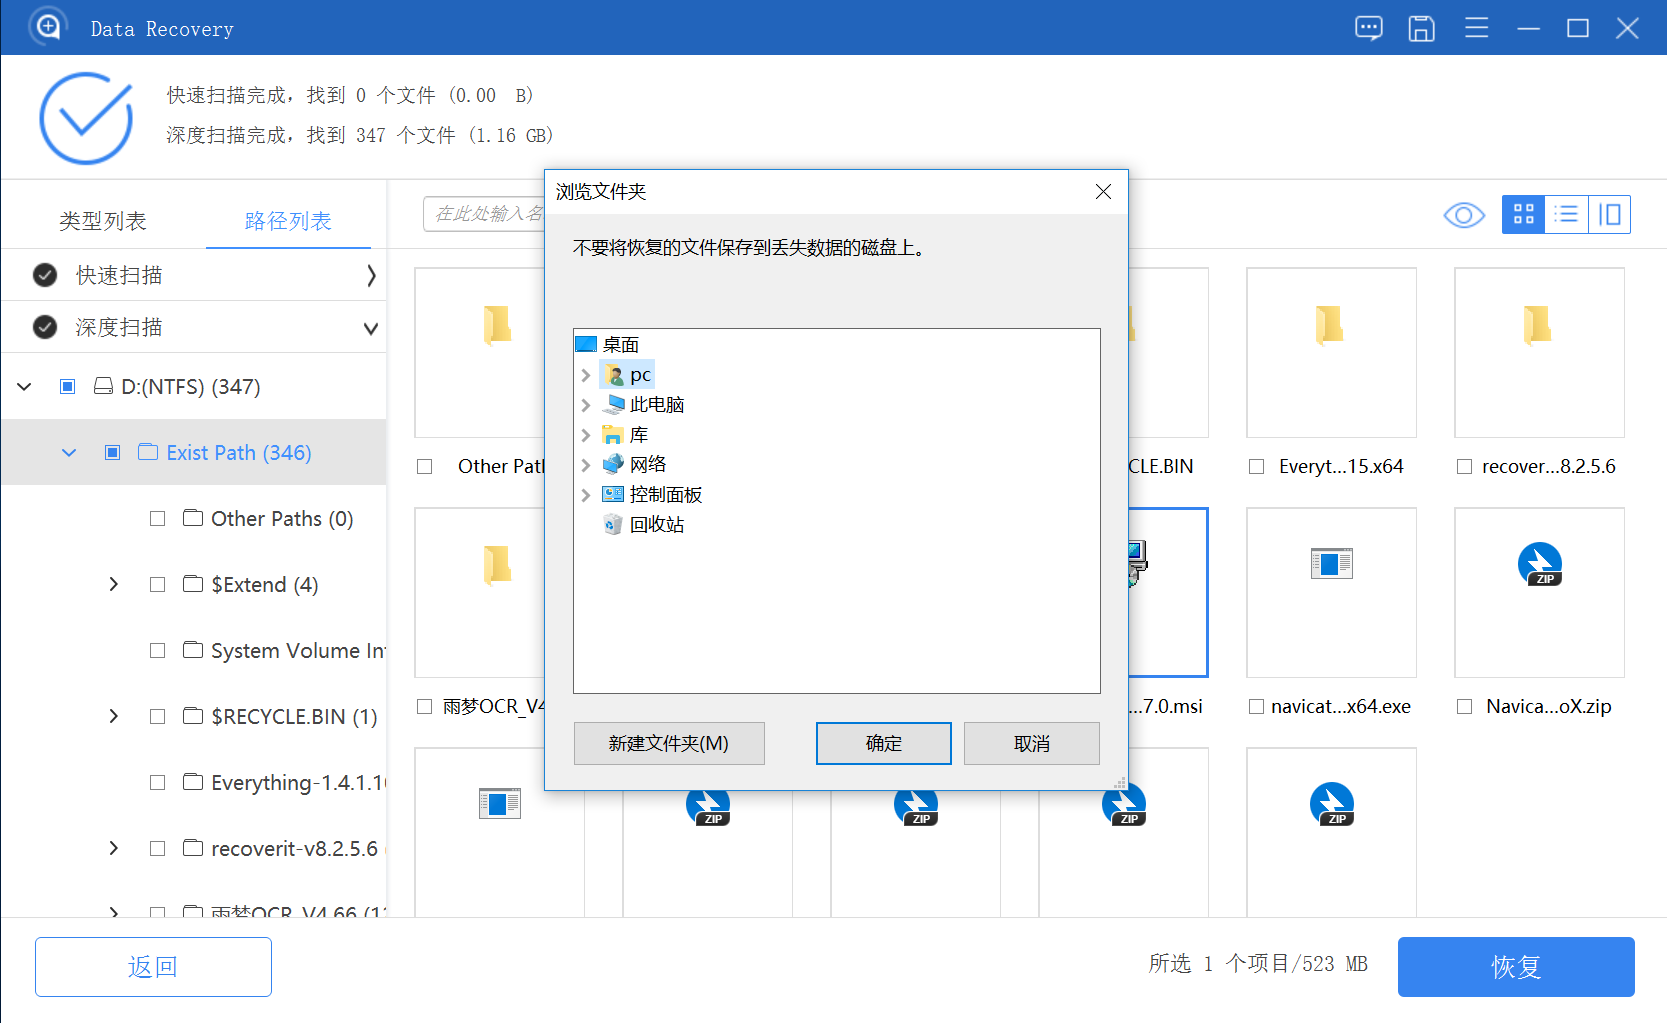 Data Recovery
快速扫描完成，找到 0 个文件 (0.00  B)
深度扫描完成，找到 347 个文件 (1.16 GB)
类型列表
路径列表
快速扫描
深度扫描
D:(NTFS) (347)
Exist Path (346)
Other Paths (0)
$Extend (4)
System Volume In
$RECYCLE.BIN (1)
Everything-1.4.1.1
recoverit-v8.2.5.6
雨梦OCR_V4.66 (1
在此处输入名
Other Pat
CLE.BIN
Everyt...15.x64
recover...8.2.5.6
雨梦OCR_V4
...7.0.msi
navicat...x64.exe
Navica...oX.zip
ZIP
ZIP
ZIP
ZIP
ZIP
浏览文件夹
不要将恢复的文件保存到丢失数据的磁盘上。
桌面
pc
此电脑
库
网络
控制面板
回收站
新建文件夹(M)
确定
取消
返回
所选 1 个项目/523 MB
恢复